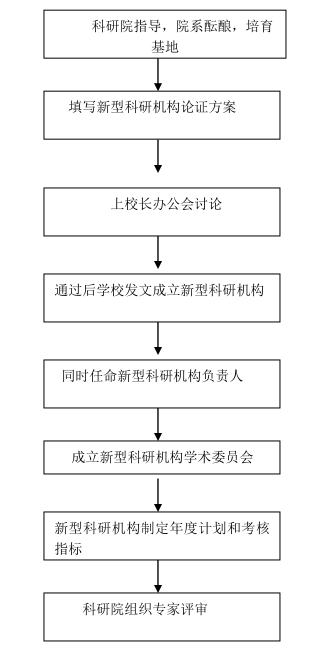 科研院指导，院系酝酿，培育
基地
填写新型科研机构论证方案
上校长办公会讨论
通过后学校发文成立新型科研机构
同时任命新型科研机构负责人
成立新型科研机构学术委员会
新型科研机构制定年度计划和考核
指标
科研院组织专家评审